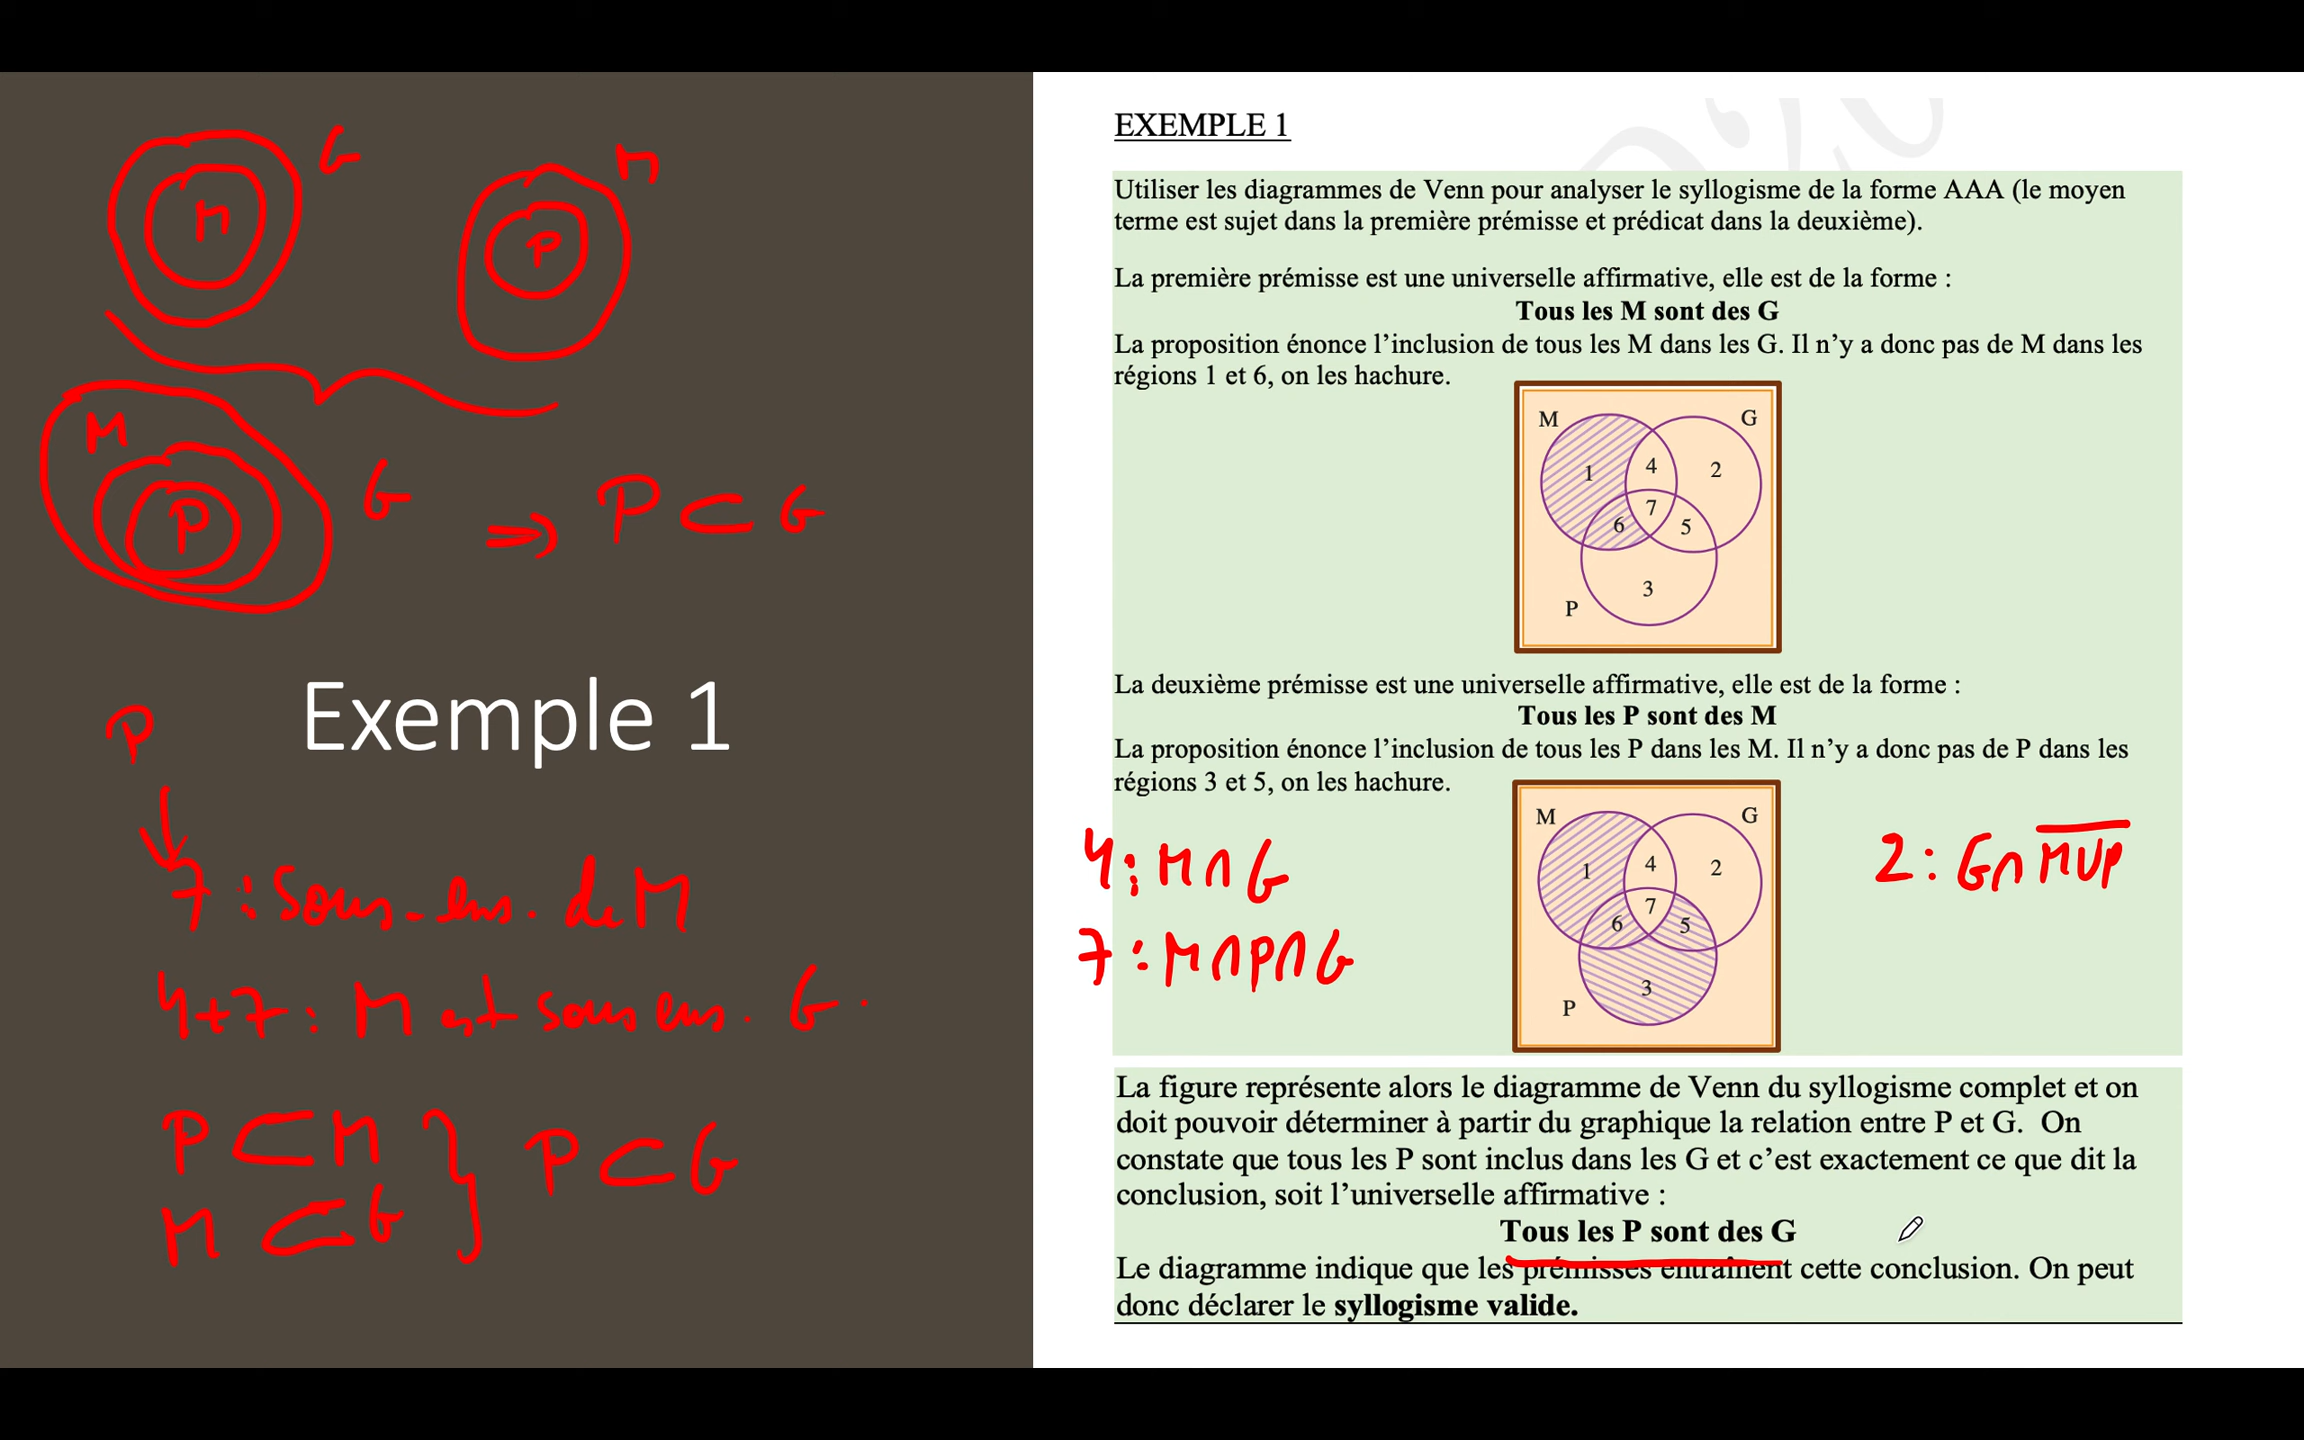 G
M
M
P
M
P
G
⇒ P ⊂ G
Exemple 1
P
7 : Sous-ens. de M
4+7 : M est sous ens. G.
P ⊂ M
M ⊂ G
P ⊂ G
EXEMPLE 1
Utiliser les diagrammes de Venn pour analyser le syllogisme de la forme AAA (le moyen
terme est sujet dans la première prémisse et prédicat dans la deuxième).
La première prémisse est une universelle affirmative, elle est de la forme :
Tous les M sont des G
La proposition énonce l’inclusion de tous les M dans les G. Il n’y a donc pas de M dans les
régions 1 et 6, on les hachure.
M G
1 4 2
7
6 5
3
P
La deuxième prémisse est une universelle affirmative, elle est de la forme :
Tous les P sont des M
La proposition énonce l’inclusion de tous les P dans les M. Il n’y a donc pas de P dans les
régions 3 et 5, on les hachure.
M G
1 4 2
7
6 5
3
P
4 : M∩G
7 : M∩P∩G
2 : G∩M̅∪̅P̅
La figure représente alors le diagramme de Venn du syllogisme complet et on
doit pouvoir déterminer à partir du graphique la relation entre P et G. On
constate que tous les P sont inclus dans les G et c’est exactement ce que dit la
conclusion, soit l’universelle affirmative :
Tous les P sont des G
Le diagramme indique que les prémisses entraînent cette conclusion. On peut
donc déclarer le syllogisme valide.